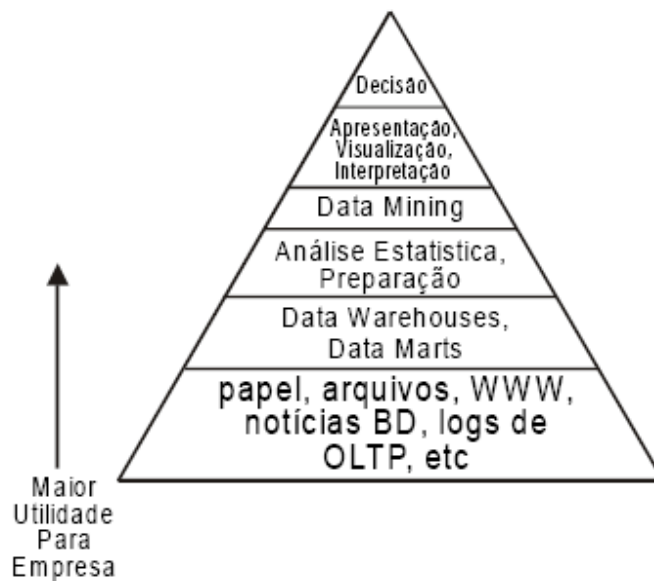 Decisão
Apresentação,
Visualização,
Interpretação
Data Mining
Análise Estatistica,
Preparação
Data Warehouses,
Data Marts
papel, arquivos, WWW,
notícias BD, logs de
OLTP, etc
Maior
Utilidade
Para
Empresa